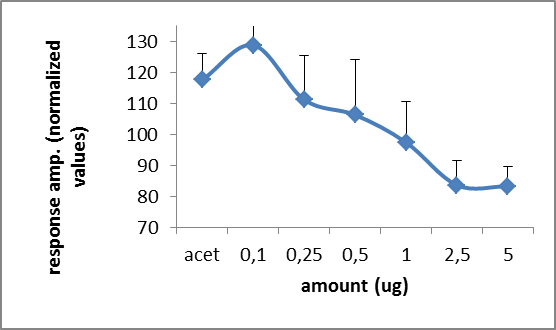 response amp. (normalized
values)
130
120
110
100
90
80
70
acet 0,1 0,25 0,5 1 2,5 5
amount (ug)